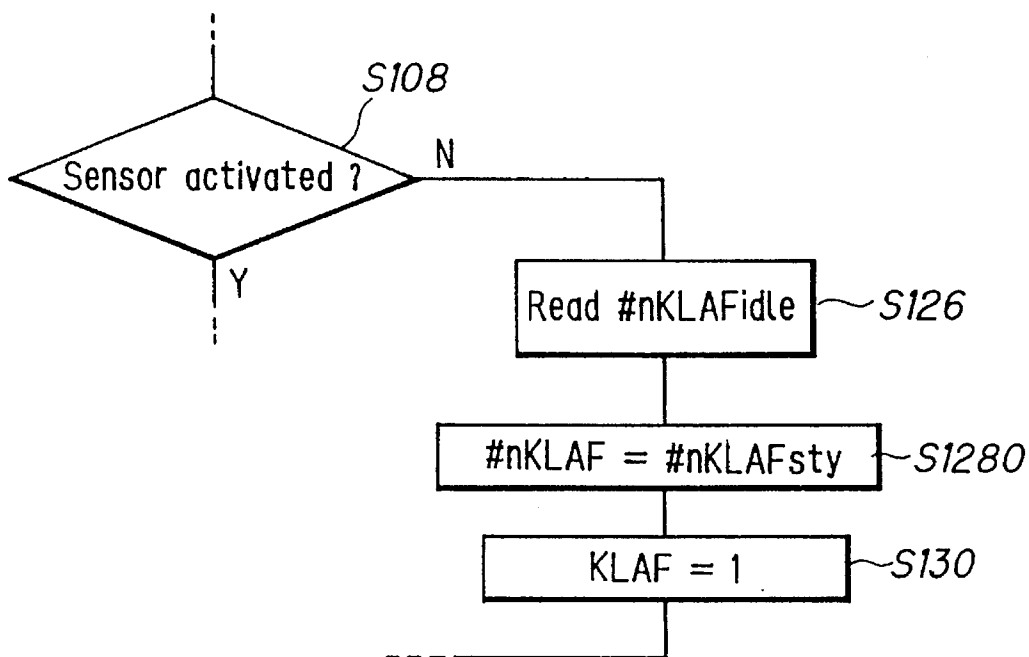 S108
Sensor activated ?
N
Y
Read #nKLAFidle
S126
#nKLAF = #nKLAFsty
S1280
KLAF = 1
S130